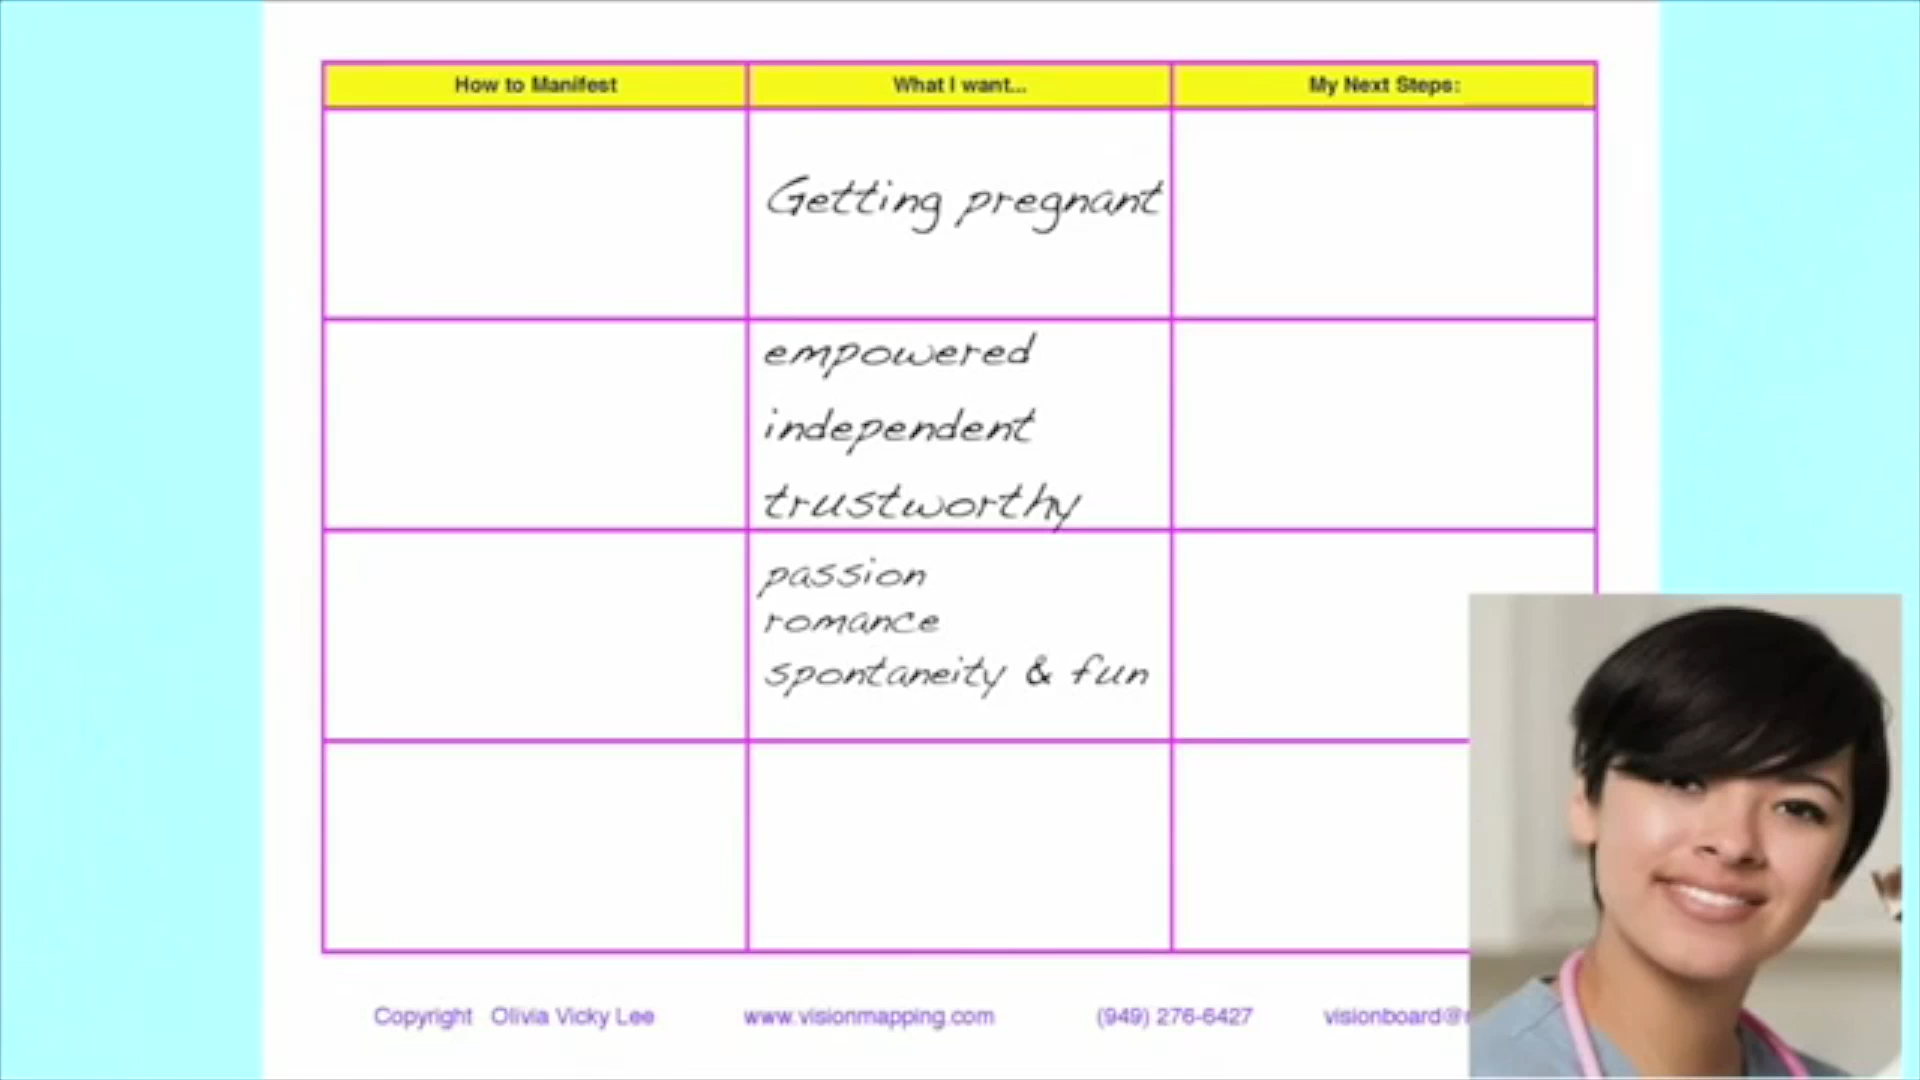 How to Manifest
What I want...
My Next Steps:
Getting pregnant
empowered
independent
trustworthy
passion
romance
spontaneity & fun
Copyright Olivia Vicky Lee www.visionmapping.com (949) 276-6427 visionboard@